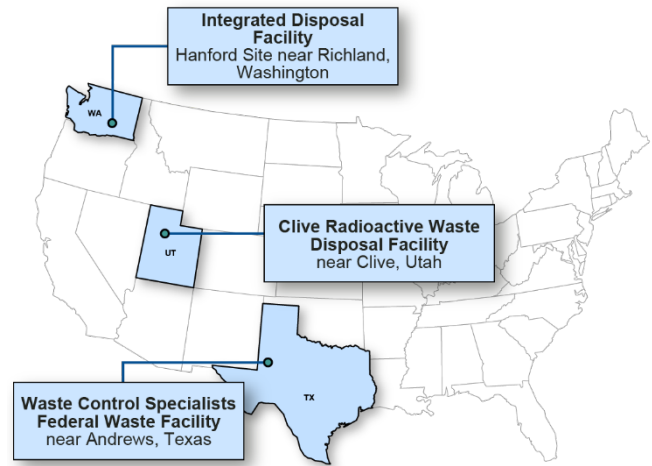 Integrated Disposal
Facility
Hanford Site near Richland,
Washington
WA
Clive Radioactive Waste
Disposal Facility
near Clive, Utah
UT
TX
Waste Control Specialists
Federal Waste Facility
near Andrews, Texas